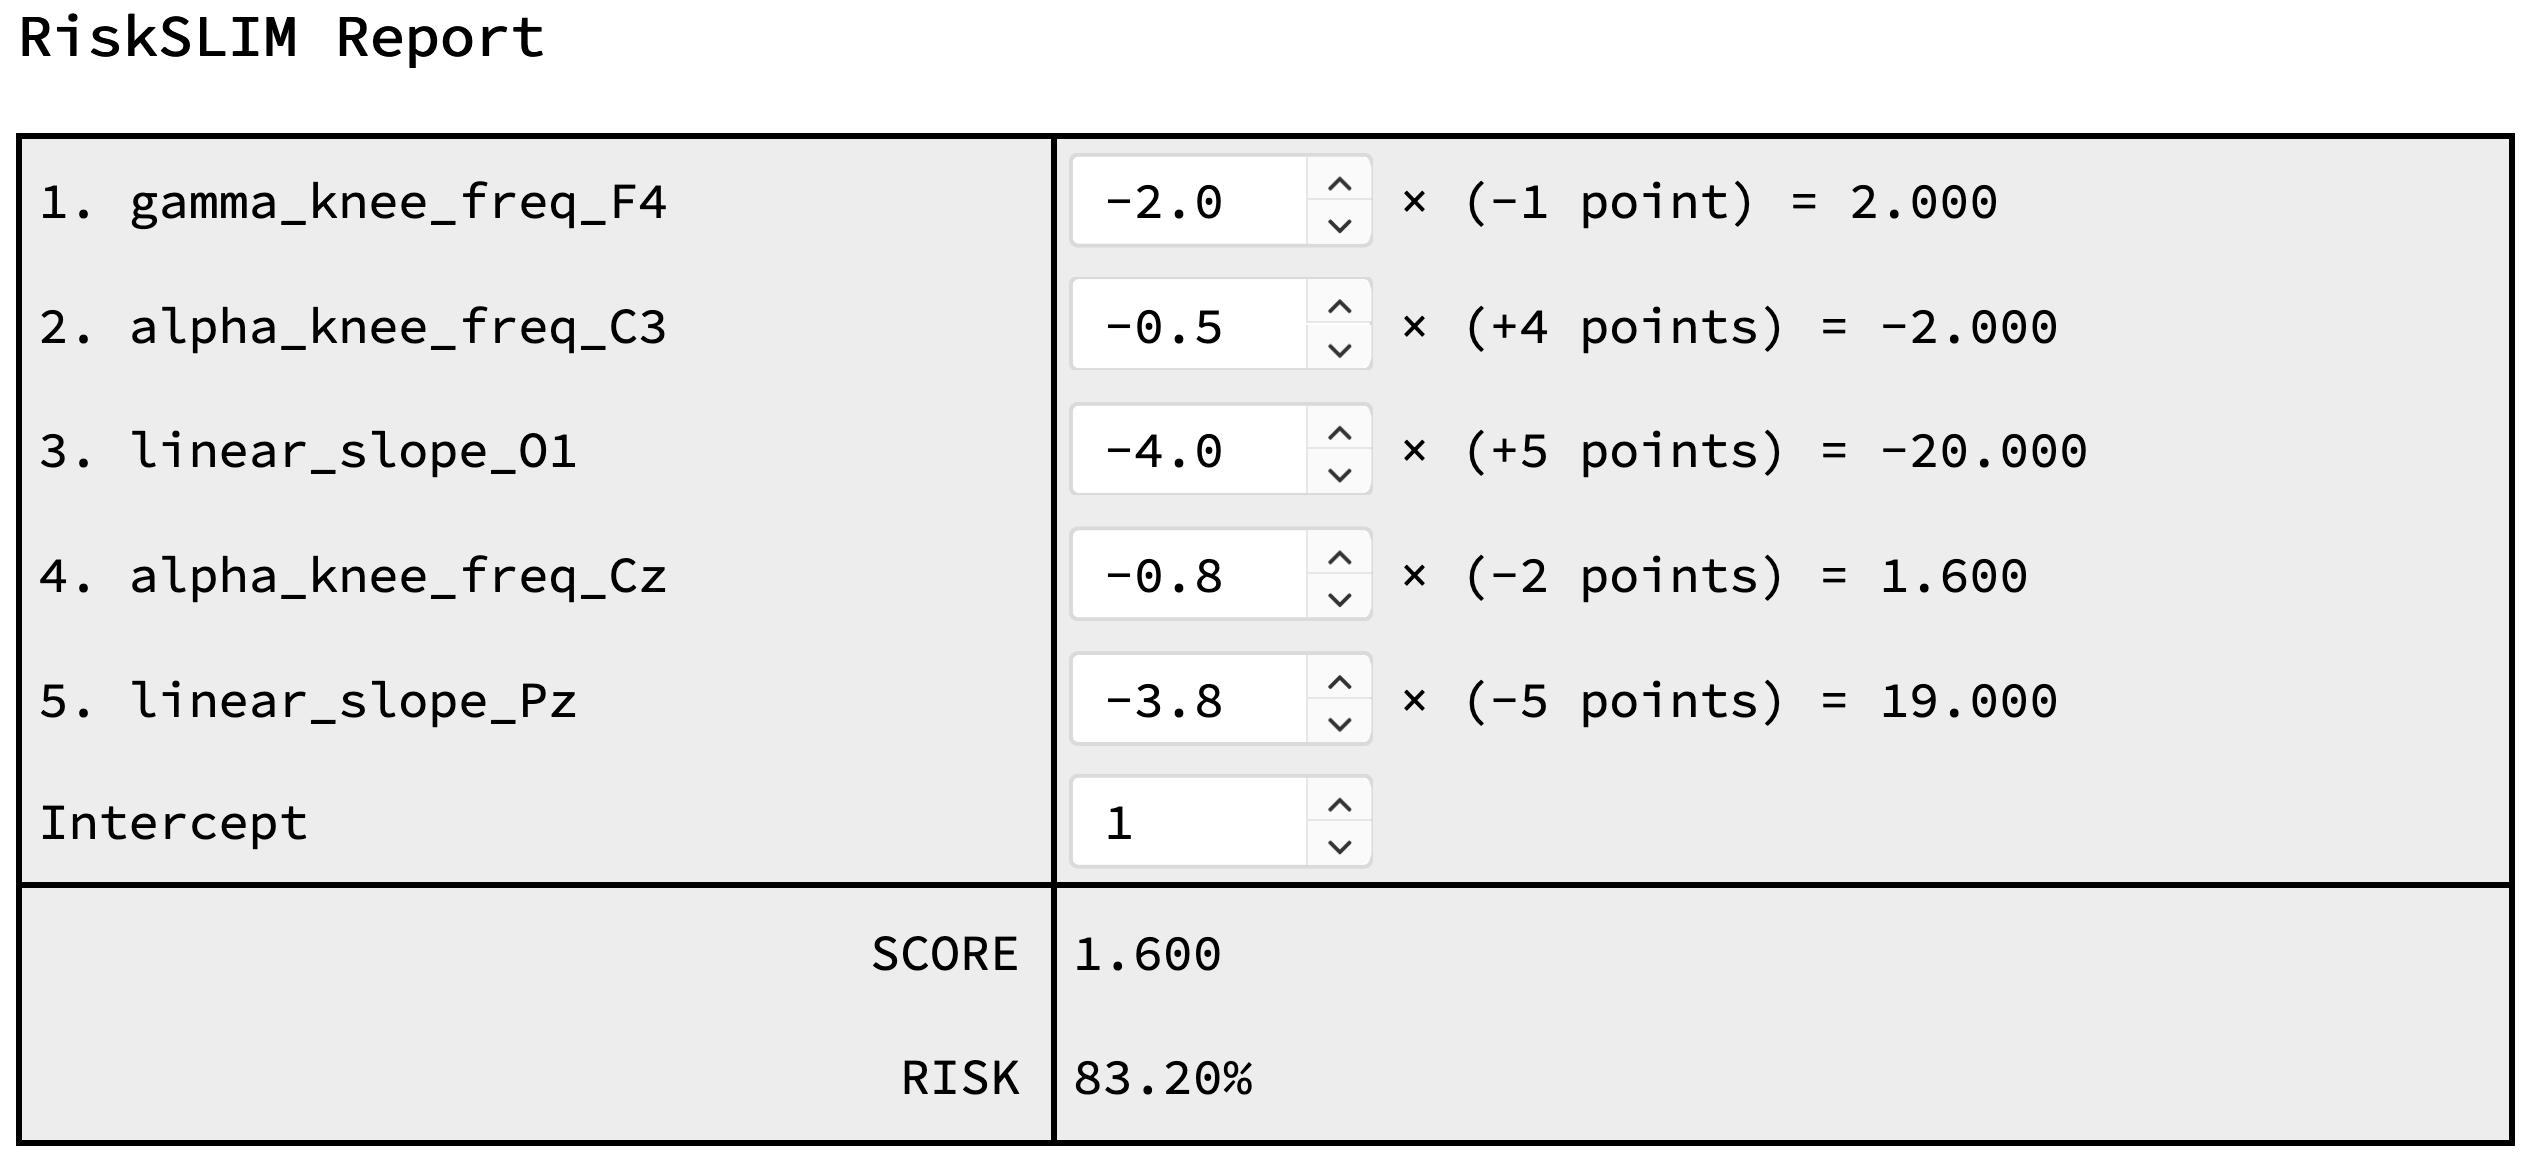 RiskSLIM Report
1. gamma_knee_freq_F4 −2.0 × (−1 point) = 2.000
2. alpha_knee_freq_C3 −0.5 × (+4 points) = −2.000
3. linear_slope_O1 −4.0 × (+5 points) = −20.000
4. alpha_knee_freq_Cz −0.8 × (−2 points) = 1.600
5. linear_slope_Pz −3.8 × (−5 points) = 19.000
Intercept 1
SCORE 1.600
RISK 83.20%